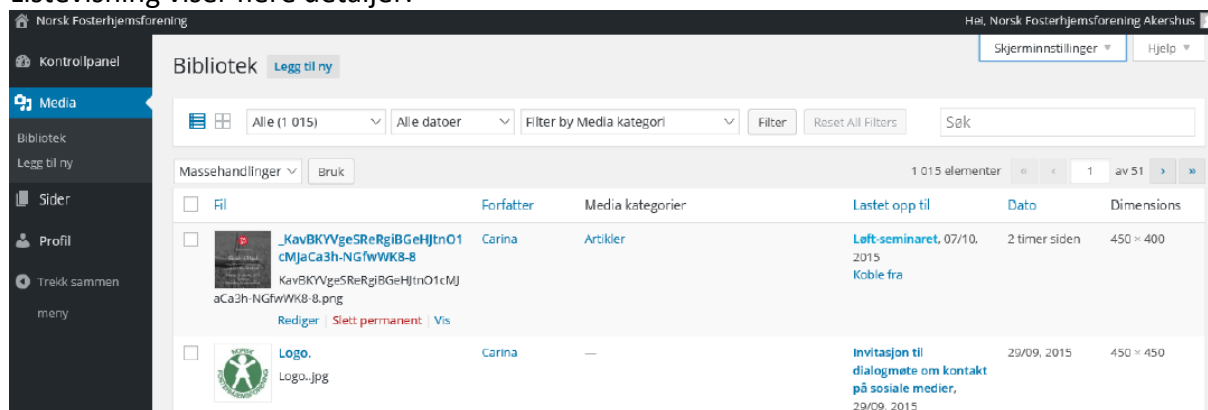 Listevisning viser flere detaljer.
Norsk Fosterhjemsforening
Hei, Norsk Fosterhjemsforening Akershus
Kontrollpanel
Media
Bibliotek
Legg til ny
Sider
Profil
Trekk sammen
meny
Bibliotek Legg til ny
Skjerminnstillinger Hjelp
Alle (1 015) Alle datoer Filter by Media kategori Filter Reset All Filters Søk
Massehandlinger Bruk 1 015 elementer « ‹ 1 av 51 › »
Fil Forfatter Media kategorier Lastet opp til Dato Dimensions
_KavBKYVgeSReRgiBGeHJtnO1 Carina Artikler Løft-seminaret, 07/10, 2 timer siden 450 × 400
cMJaCa3h-NGfwWK8-8 2015
KavBKYVgeSReRgiBGeHJtnO1cMJ Koble fra
aCa3h-NGfwWK8-8.png
Rediger | Slett permanent | Vis
Logo. Carina — Invitasjon til 29/09, 2015 450 × 450
Logo..jpg dialogmøte om kontakt
på sosiale medier,
29/09, 2015